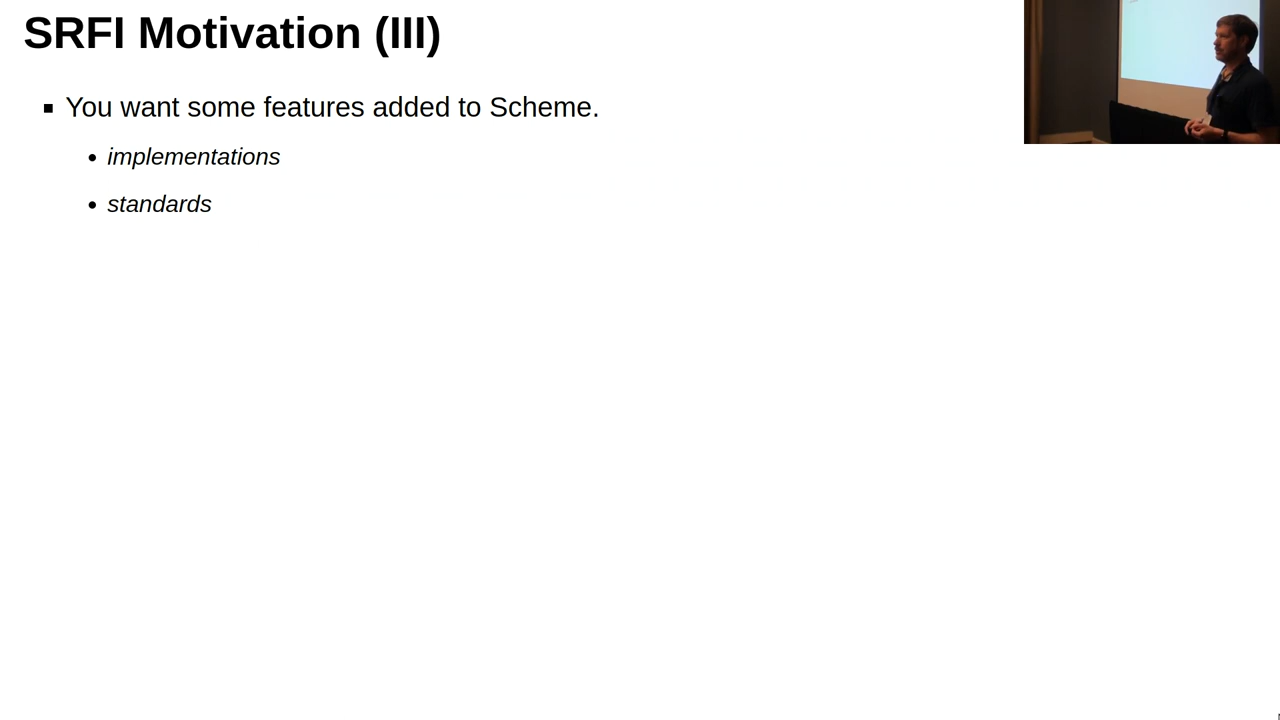 SRFI Motivation (III)
You want some features added to Scheme.
implementations
standards